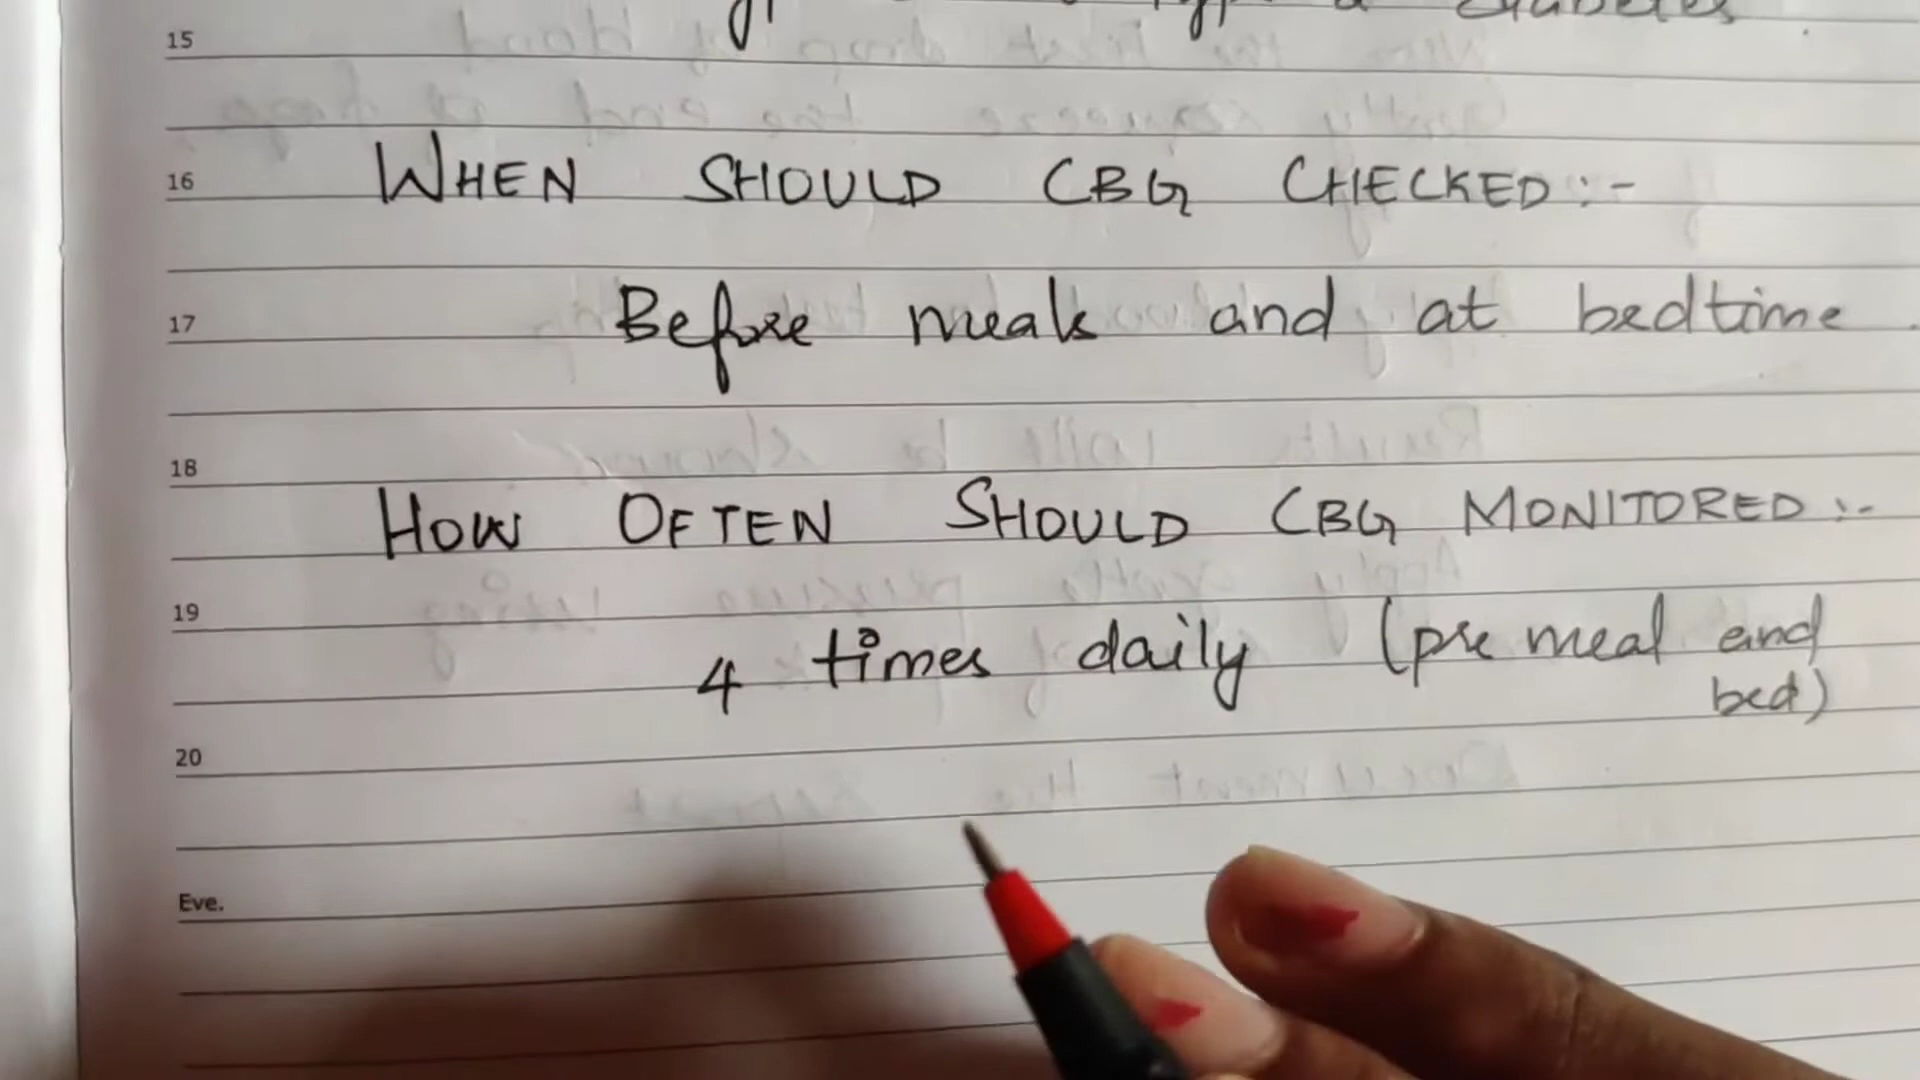 15
diabetes
16 WHEN SHOULD CBG CHECKED:-
17 Before meals and at bedtime.
18
HOW OFTEN SHOULD CBG MONITORED:-
19
4 times daily (pre meal and
bed)
20
Eve.